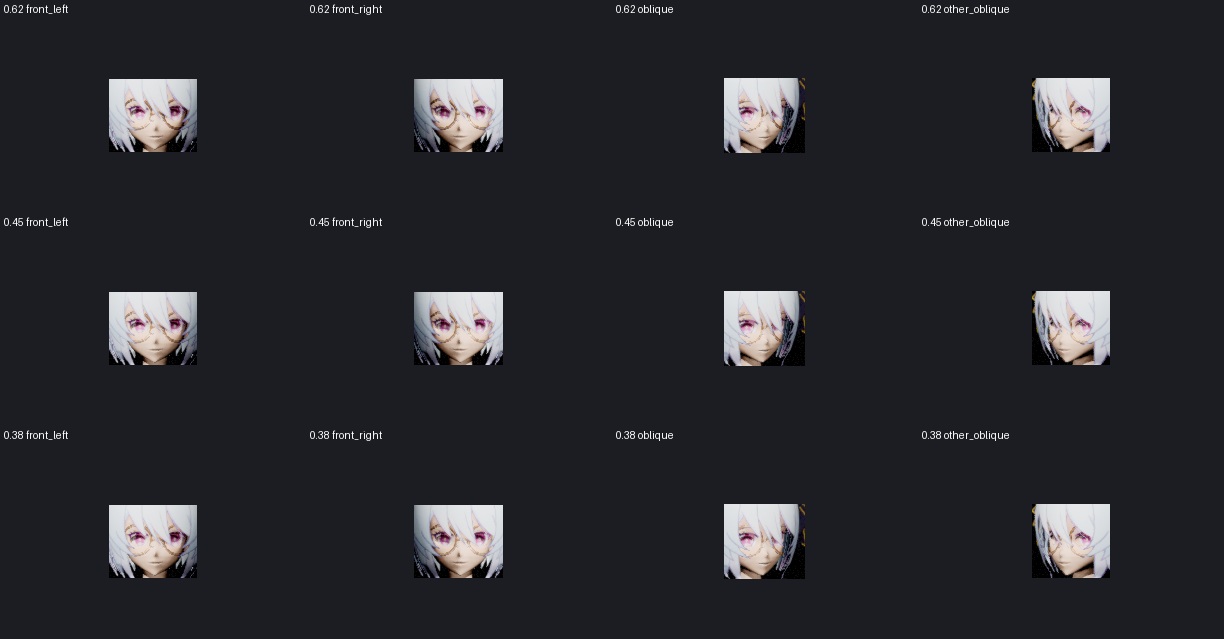 0.62 front_left
0.62 front_right
0.62 oblique
0.62 other_oblique
0.45 front_left
0.45 front_right
0.45 oblique
0.45 other_oblique
0.38 front_left
0.38 front_right
0.38 oblique
0.38 other_oblique